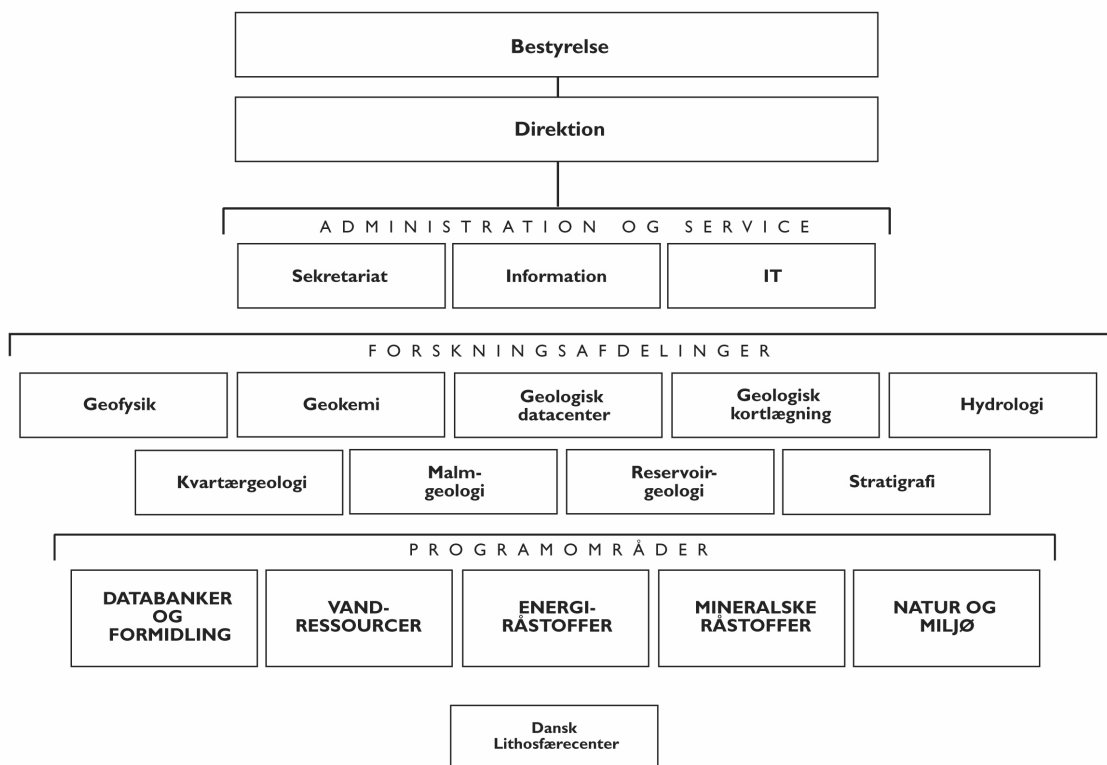 Bestyrelse
Direktion
ADMINISTRATION OG SERVICE
Sekretariat
Information
IT
FORSKNINGSAFDELINGER
Geofysik
Geokemi
Geologisk
datacenter
Geologisk
kortlægning
Hydrologi
Kvartærgeologi
Malm-
geologi
Reservoir-
geologi
Stratigrafi
PROGRAMOMRÅDER
DATABANKER
OG
FORMIDLING
VAND-
RESSOURCER
ENERGI-
RÅSTOFFER
MINERALSKE
RÅSTOFFER
NATUR OG
MILJØ
Dansk
Lithosfærecenter